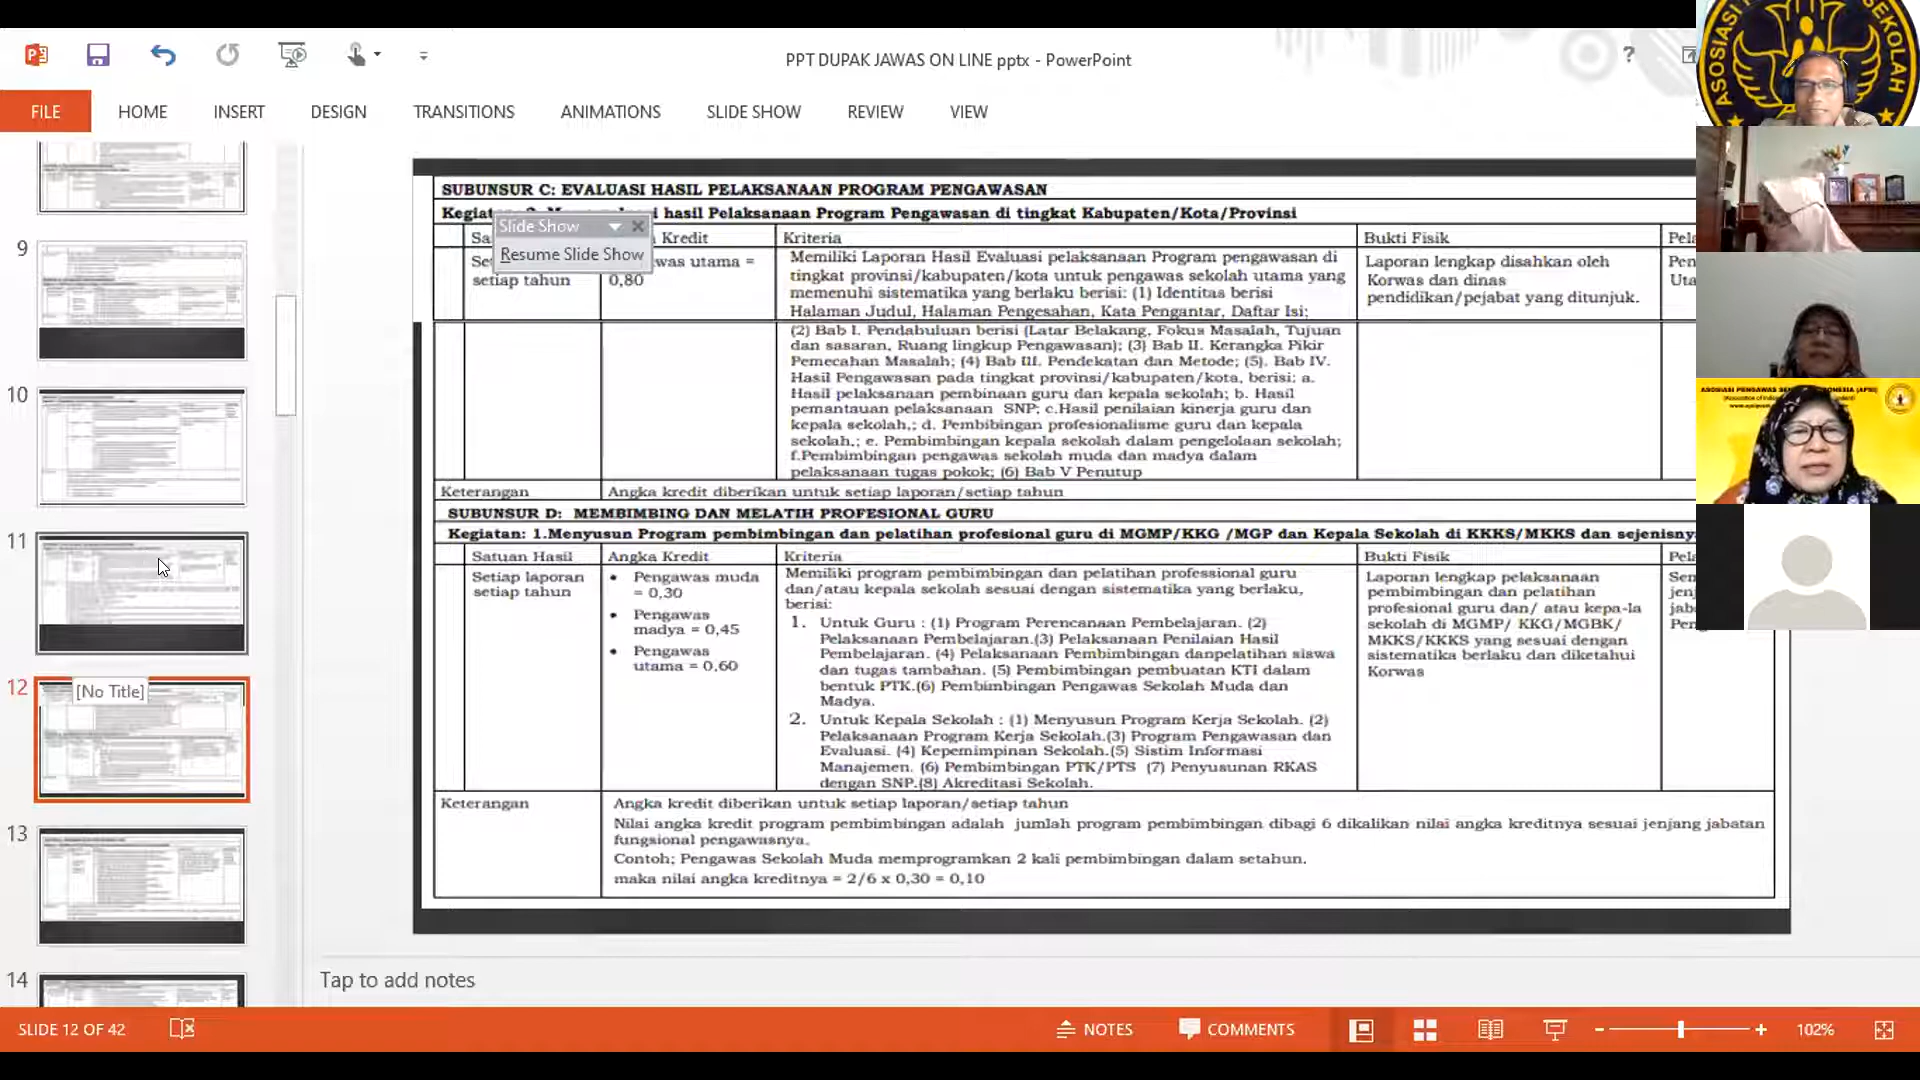 PPT DUPAK JAWAS ON LINE pptx - PowerPoint
?
FILE HOME INSERT DESIGN TRANSITIONS ANIMATIONS SLIDE SHOW REVIEW VIEW
9
10
11
12
[No Title]
13
14
SUBUNSUR C: EVALUASI HASIL PELAKSANAAN PROGRAM PENGAWASAN
Kegiatan hasil Pelaksanaan Program Pengawasan di tingkat Kabupaten/Kota/Provinsi
Slide Show
Resume Slide Show
Kredit
Kriteria
Bukti Fisik
setiap tahun
utama =
0,80
Memiliki Laporan Hasil Evaluasi pelaksanaan Program pengawasan di
tingkat provinsi/kabupaten/kota untuk pengawas sekolah utama yang
memenuhi sistematika yang berlaku berisi: (1) Identitas berisi
Halaman Judul, Halaman Pengesahan, Kata Pengantar, Daftar Isi;
Laporan lengkap disahkan oleh
Korwas dan dinas
pendidikan/pejabat yang ditunjuk.
(2) Bab I. Pendahuluan berisi (Latar Belakang, Fokus Masalah, Tujuan
dan sasaran, Ruang lingkup Pengawasan); (3) Bab II. Kerangka Pikir
Pemecahan Masalah; (4) Bab III. Pendekatan dan Metode; (5). Bab IV.
Hasil Pengawasan pada tingkat provinsi/kabupaten/kota, berisi: a.
Hasil pelaksanaan pembinaan guru dan kepala sekolah; b. Hasil
pemantauan pelaksanaan SNP; c.Hasil penilaian kinerja guru dan
kepala sekolah,; d. Pembibingan profesionalisme guru dan kepala
sekolah.; e. Pembimbingan kepala sekolah dalam pengelolaan sekolah;
f.Pembimbingan pengawas sekolah muda dan madya dalam
pelaksanaan tugas pokok; (6) Bab V Penutup
Keterangan
Angka kredit diberikan untuk setiap laporan/setiap tahun
SUBUNSUR D: MEMBIMBING DAN MELATIH PROFESIONAL GURU
Kegiatan: 1.Menyusun Program pembimbingan dan pelatihan profesional guru di MGMP/KKG /MGP dan Kepala Sekolah di KKKS/MKKS dan sejenisny
Satuan Hasil
Angka Kredit
Kriteria
Bukti Fisik
Setiap laporan
setiap tahun
• Pengawas muda
= 0,30
• Pengawas
madya = 0,45
• Pengawas
utama = 0,60
Memiliki program pembimbingan dan pelatihan professional guru
dan/atau kepala sekolah sesuai dengan sistematika yang berlaku,
berisi:
1. Untuk Guru : (1) Program Perencanaan Pembelajaran. (2)
Pelaksanaan Pembelajaran.(3) Pelaksanaan Penilaian Hasil
Pembelajaran. (4) Pelaksanaan Pembimbingan danpelatihan siswa
dan tugas tambahan. (5) Pembimbingan pembuatan KTI dalam
bentuk PTK.(6) Pembimbingan Pengawas Sekolah Muda dan
Madya.
2. Untuk Kepala Sekolah : (1) Menyusun Program Kerja Sekolah. (2)
Pelaksanaan Program Kerja Sekolah.(3) Program Pengawasan dan
Evaluasi. (4) Kepemimpinan Sekolah.(5) Sistim Informasi
Manajemen. (6) Pembimbingan PTK/PTS (7) Penyusunan RKAS
dengan SNP.(8) Akreditasi Sekolah.
Laporan lengkap pelaksanaan
pembimbingan dan pelatihan
profesional guru dan/ atau kepa-la
sekolah di MGMP/ KKG/MGBK/
MKKS/KKKS yang sesuai dengan
sistematika berlaku dan diketahui
Korwas
Keterangan
Angka kredit diberikan untuk setiap laporan/setiap tahun
Nilai angka kredit program pembimbingan adalah jumlah program pembimbingan dibagi 6 dikalikan nilai angka kreditnya sesuai jenjang jabatan
fungsional pengawasnya.
Contoh; Pengawas Sekolah Muda memprogramkan 2 kali pembimbingan dalam setahun.
maka nilai angka kreditnya = 2/6 x 0,30 = 0,10
Tap to add notes
SLIDE 12 OF 42
NOTES
COMMENTS
102%